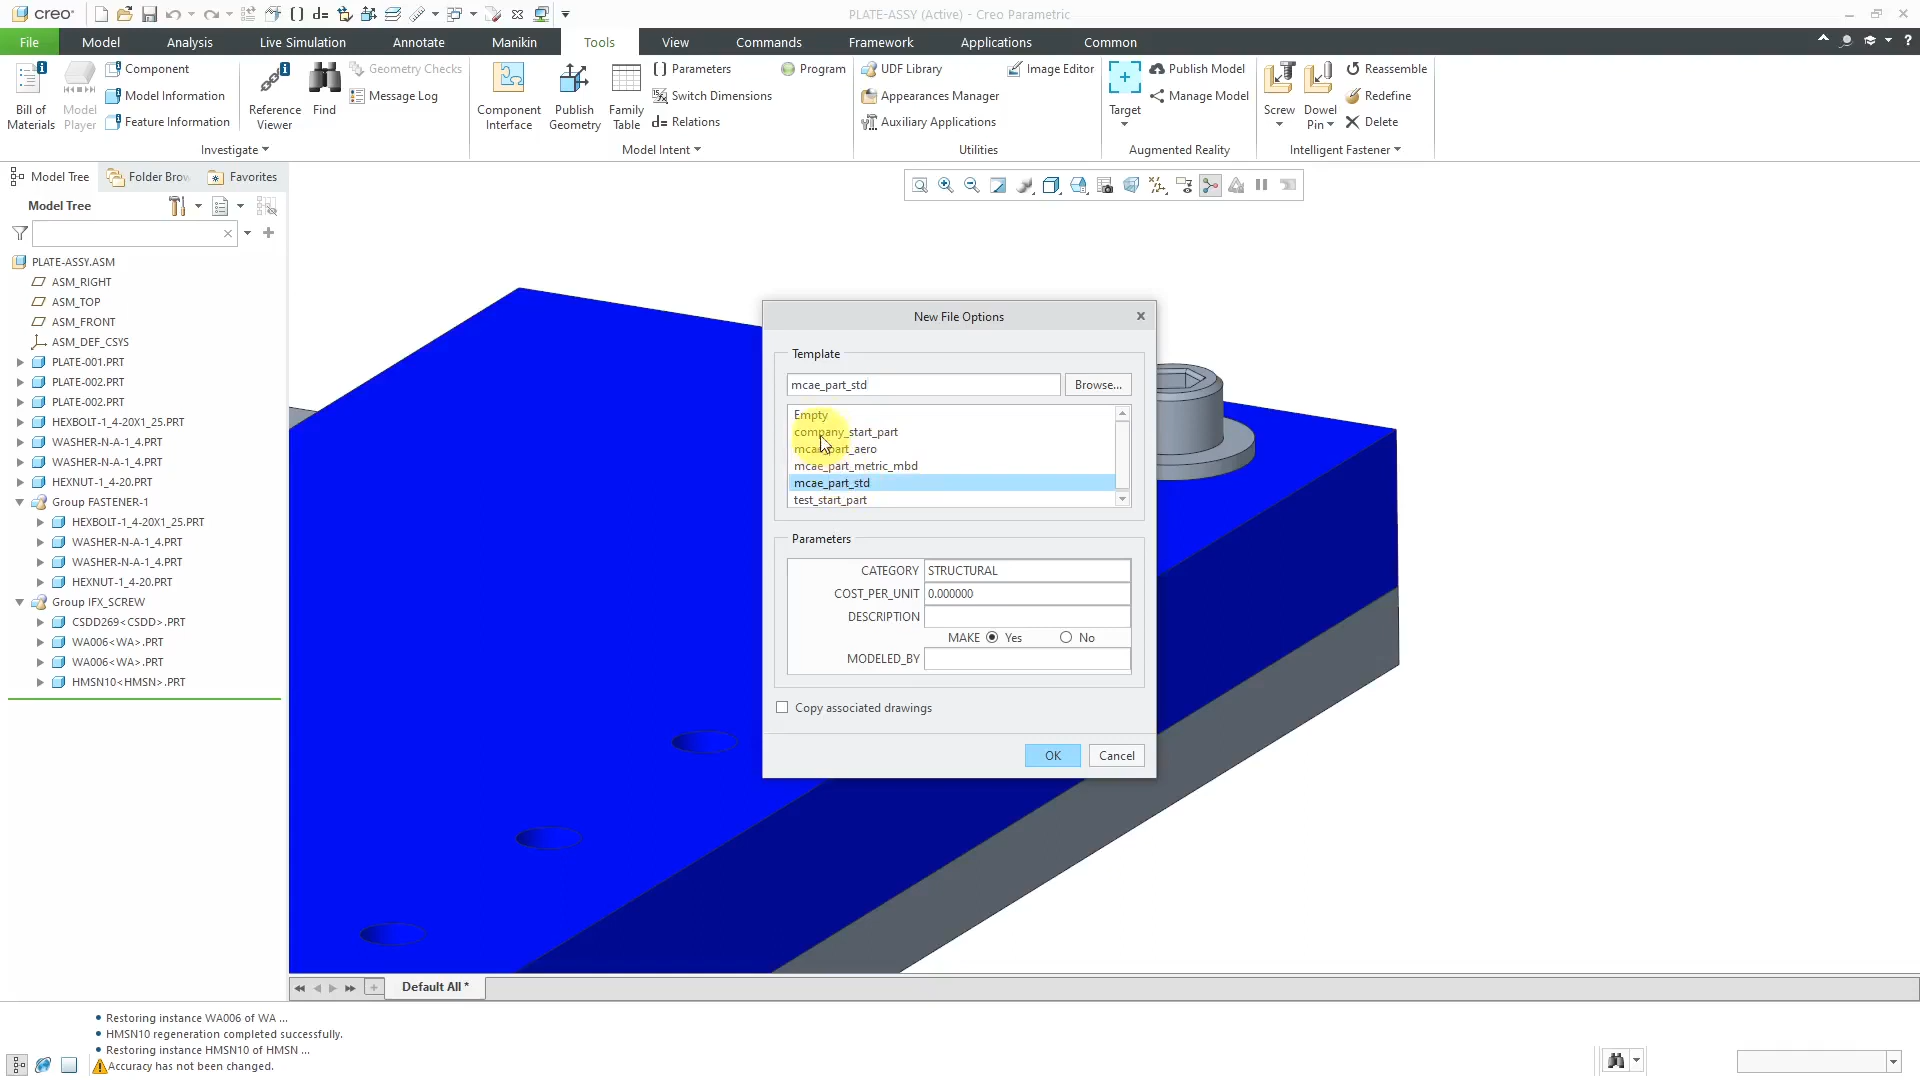 creo
PLATE-ASSY (Active) - Creo Parametric
File
Model
Analysis
Live Simulation
Annotate
Manikin
Tools
View
Commands
Framework
Applications
Common
Bill of Materials
Model Player
Component
Model Information
Feature Information
Reference Viewer
Find
Geometry Checks
Message Log
Investigate
Component Interface
Publish Geometry
Family Table
Parameters
Switch Dimensions
d= Relations
Program
Model Intent
UDF Library
Appearances Manager
Auxiliary Applications
Image Editor
Utilities
Target
Publish Model
Manage Model
Augmented Reality
Screw
Dowel Pin
Reassemble
Redefine
Delete
Intelligent Fastener
Model Tree
Folder Brow
Favorites
Model Tree
PLATE-ASSY.ASM
ASM_RIGHT
ASM_TOP
ASM_FRONT
ASM_DEF_CSYS
PLATE-001.PRT
PLATE-002.PRT
PLATE-002.PRT
HEXBOLT-1_4-20X1_25.PRT
WASHER-N-A-1_4.PRT
WASHER-N-A-1_4.PRT
HEXNUT-1_4-20.PRT
Group FASTENER-1
HEXBOLT-1_4-20X1_25.PRT
WASHER-N-A-1_4.PRT
WASHER-N-A-1_4.PRT
HEXNUT-1_4-20.PRT
Group IFX_SCREW
CSDD269<CSDD>.PRT
WA006<WA>.PRT
WA006<WA>.PRT
HMSN10<HMSN>.PRT
New File Options
Template
mcae_part_std
Browse...
Empty
company_start_part
mcae_part_aero
mcae_part_metric_mbd
mcae_part_std
test_start_part
Parameters
CATEGORY STRUCTURAL
COST_PER_UNIT 0.000000
DESCRIPTION
MAKE Yes No
MODELED_BY
Copy associated drawings
OK
Cancel
Default All *
Restoring instance WA006 of WA ...
HMSN10 regeneration completed successfully.
Restoring instance HMSN10 of HMSN ...
Accuracy has not been changed.